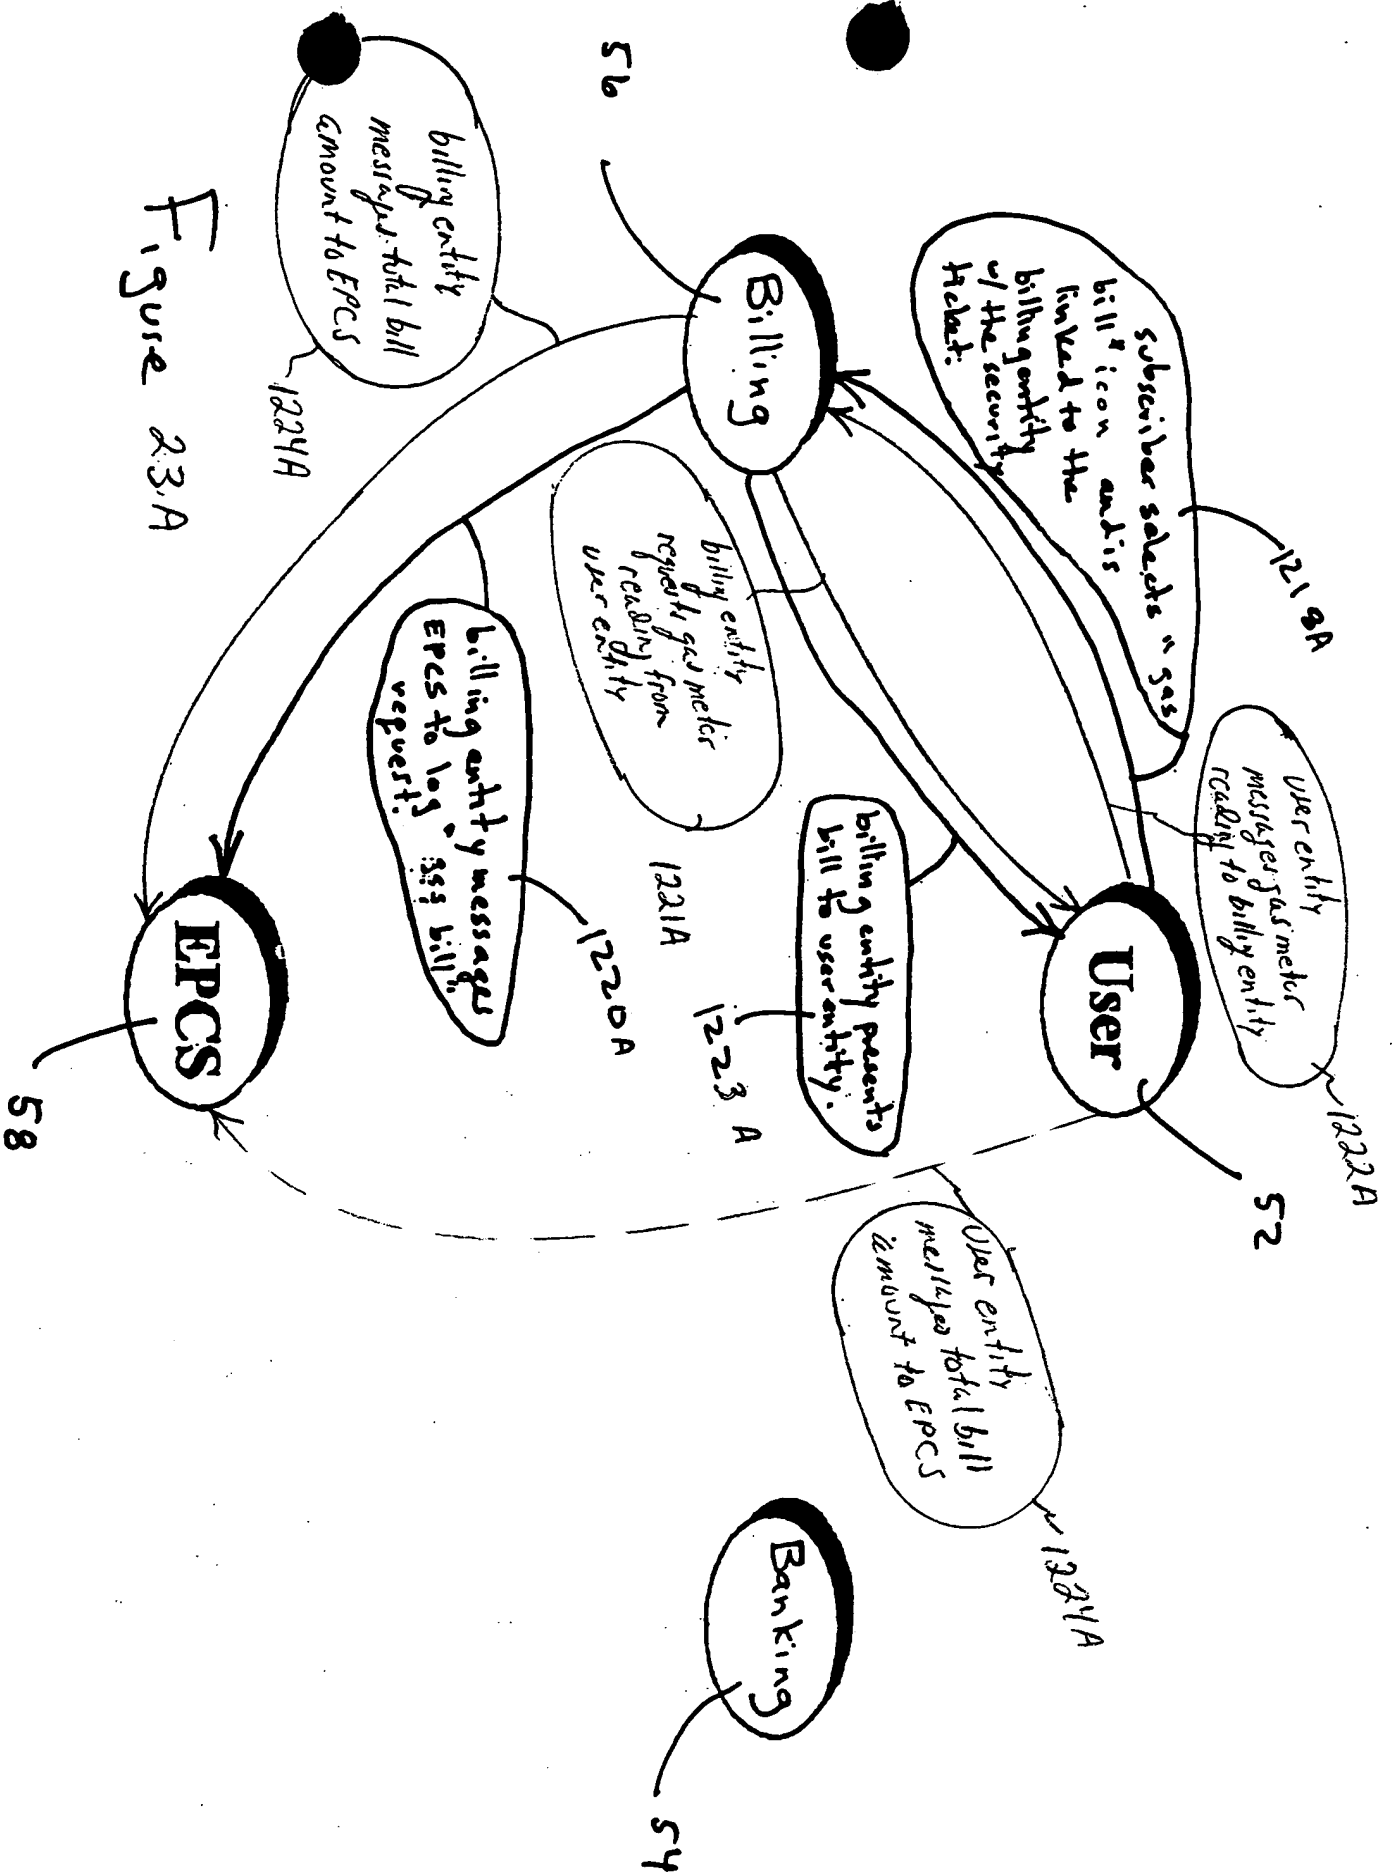 1218A
subscriber selects "gas
bill" icon and is
linked to the
billing entity
w/ the security
ticket.
user entity
messages gas meter
reading to billing entity
1222A
52
User
56
Billing
billing entity
requests gas meter
reading from
user entity
1221A
billing entity presents
bill to user entity.
1223 A
user entity
messages total bill
amount to EPCS
1224A
Banking
54
billing entity
messages total bill
amount to EPCS
1224A
billing entity messages
EPCS to log "gas bill"
request.
1220A
EPCS
58
Figure 23.A